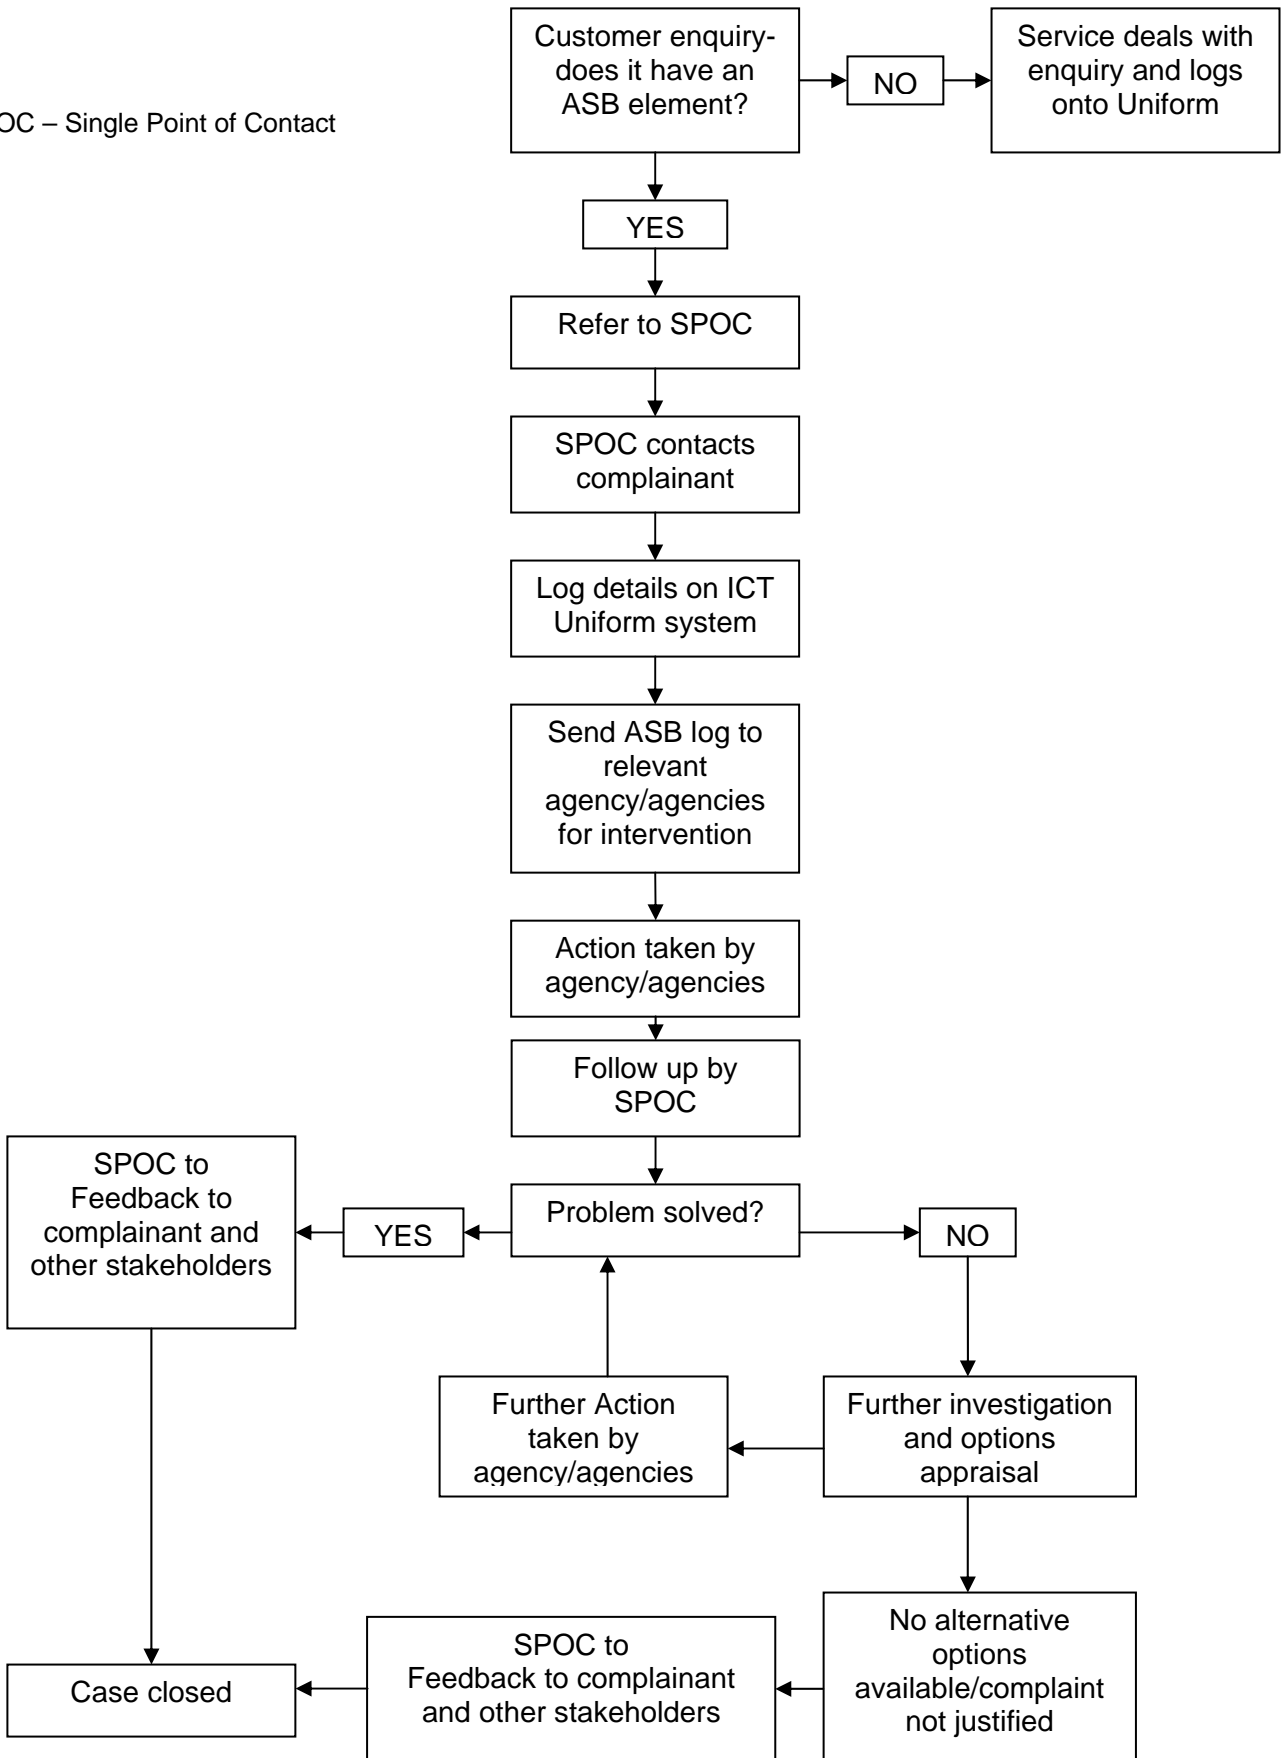 Customer enquiry-
does it have an
ASB element?
NO
Service deals with
enquiry and logs
onto Uniform
OC – Single Point of Contact
YES
Refer to SPOC
SPOC contacts
complainant
Log details on ICT
Uniform system
Send ASB log to
relevant
agency/agencies
for intervention
Action taken by
agency/agencies
Follow up by
SPOC
SPOC to
Feedback to
complainant and
other stakeholders
YES
Problem solved?
NO
Further Action
taken by
agency/agencies
Further investigation
and options
appraisal
No alternative
options
available/complaint
not justified
SPOC to
Feedback to complainant
and other stakeholders
Case closed